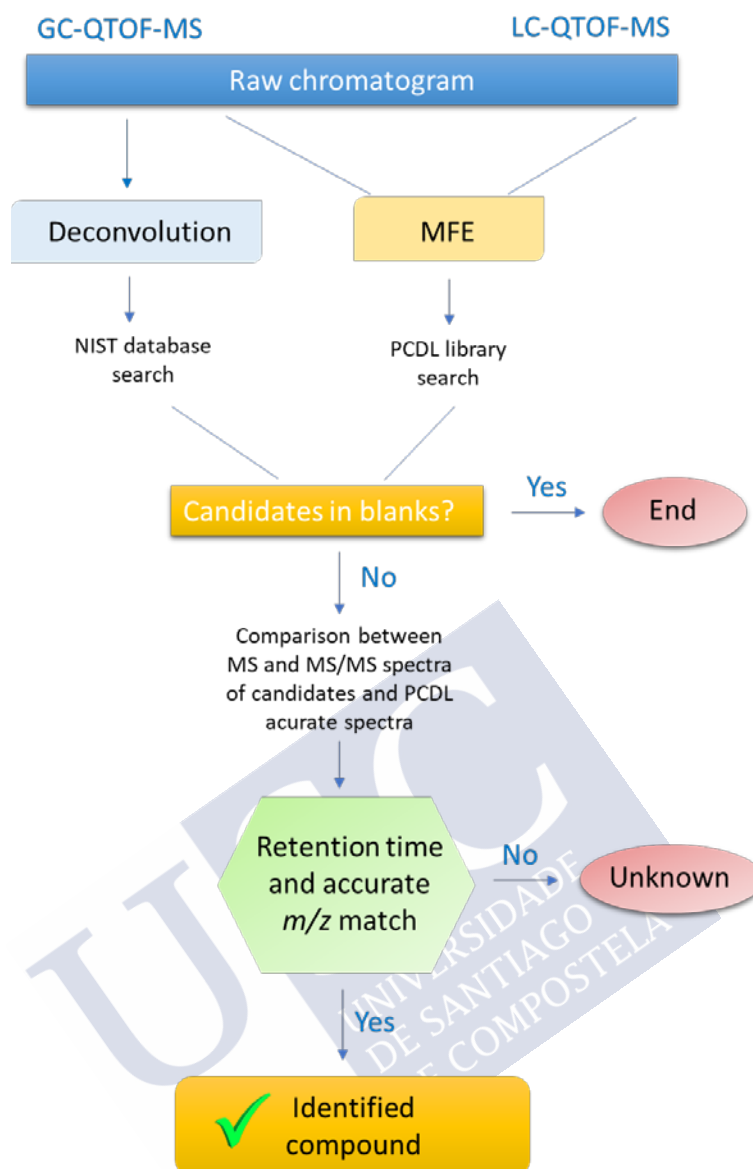 GC-QTOF-MS
LC-QTOF-MS
Raw chromatogram
Deconvolution
MFE
NIST database
search
PCDL library
search
Candidates in blanks?
Yes
End
No
Comparison between
MS and MS/MS spectra
of candidates and PCDL
acurate spectra
Retention time
and accurate
m/z match
No
Unknown
Yes
Identified
compound
USC
UNIVERSIDADE
DE SANTIAGO
DE COMPOSTELA